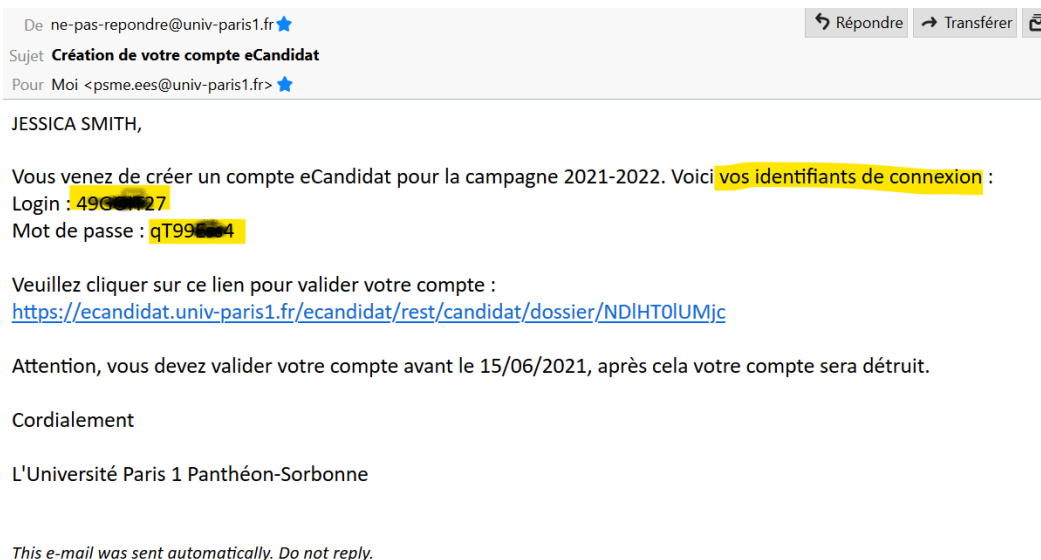 De ne-pas-repondre@univ-paris1.fr
Répondre
Transférer
Sujet Création de votre compte eCandidat
Pour Moi <psme.ees@univ-paris1.fr>
JESSICA SMITH,
Vous venez de créer un compte eCandidat pour la campagne 2021-2022. Voici vos identifiants de connexion :
Login :
Mot de passe :
Veuillez cliquer sur ce lien pour valider votre compte :
https://ecandidat.univ-paris1.fr/ecandidat/rest/candidat/dossier/NDlHT0lUMjc
Attention, vous devez valider votre compte avant le 15/06/2021, après cela votre compte sera détruit.
Cordialement
L'Université Paris 1 Panthéon-Sorbonne
This e-mail was sent automatically. Do not reply.